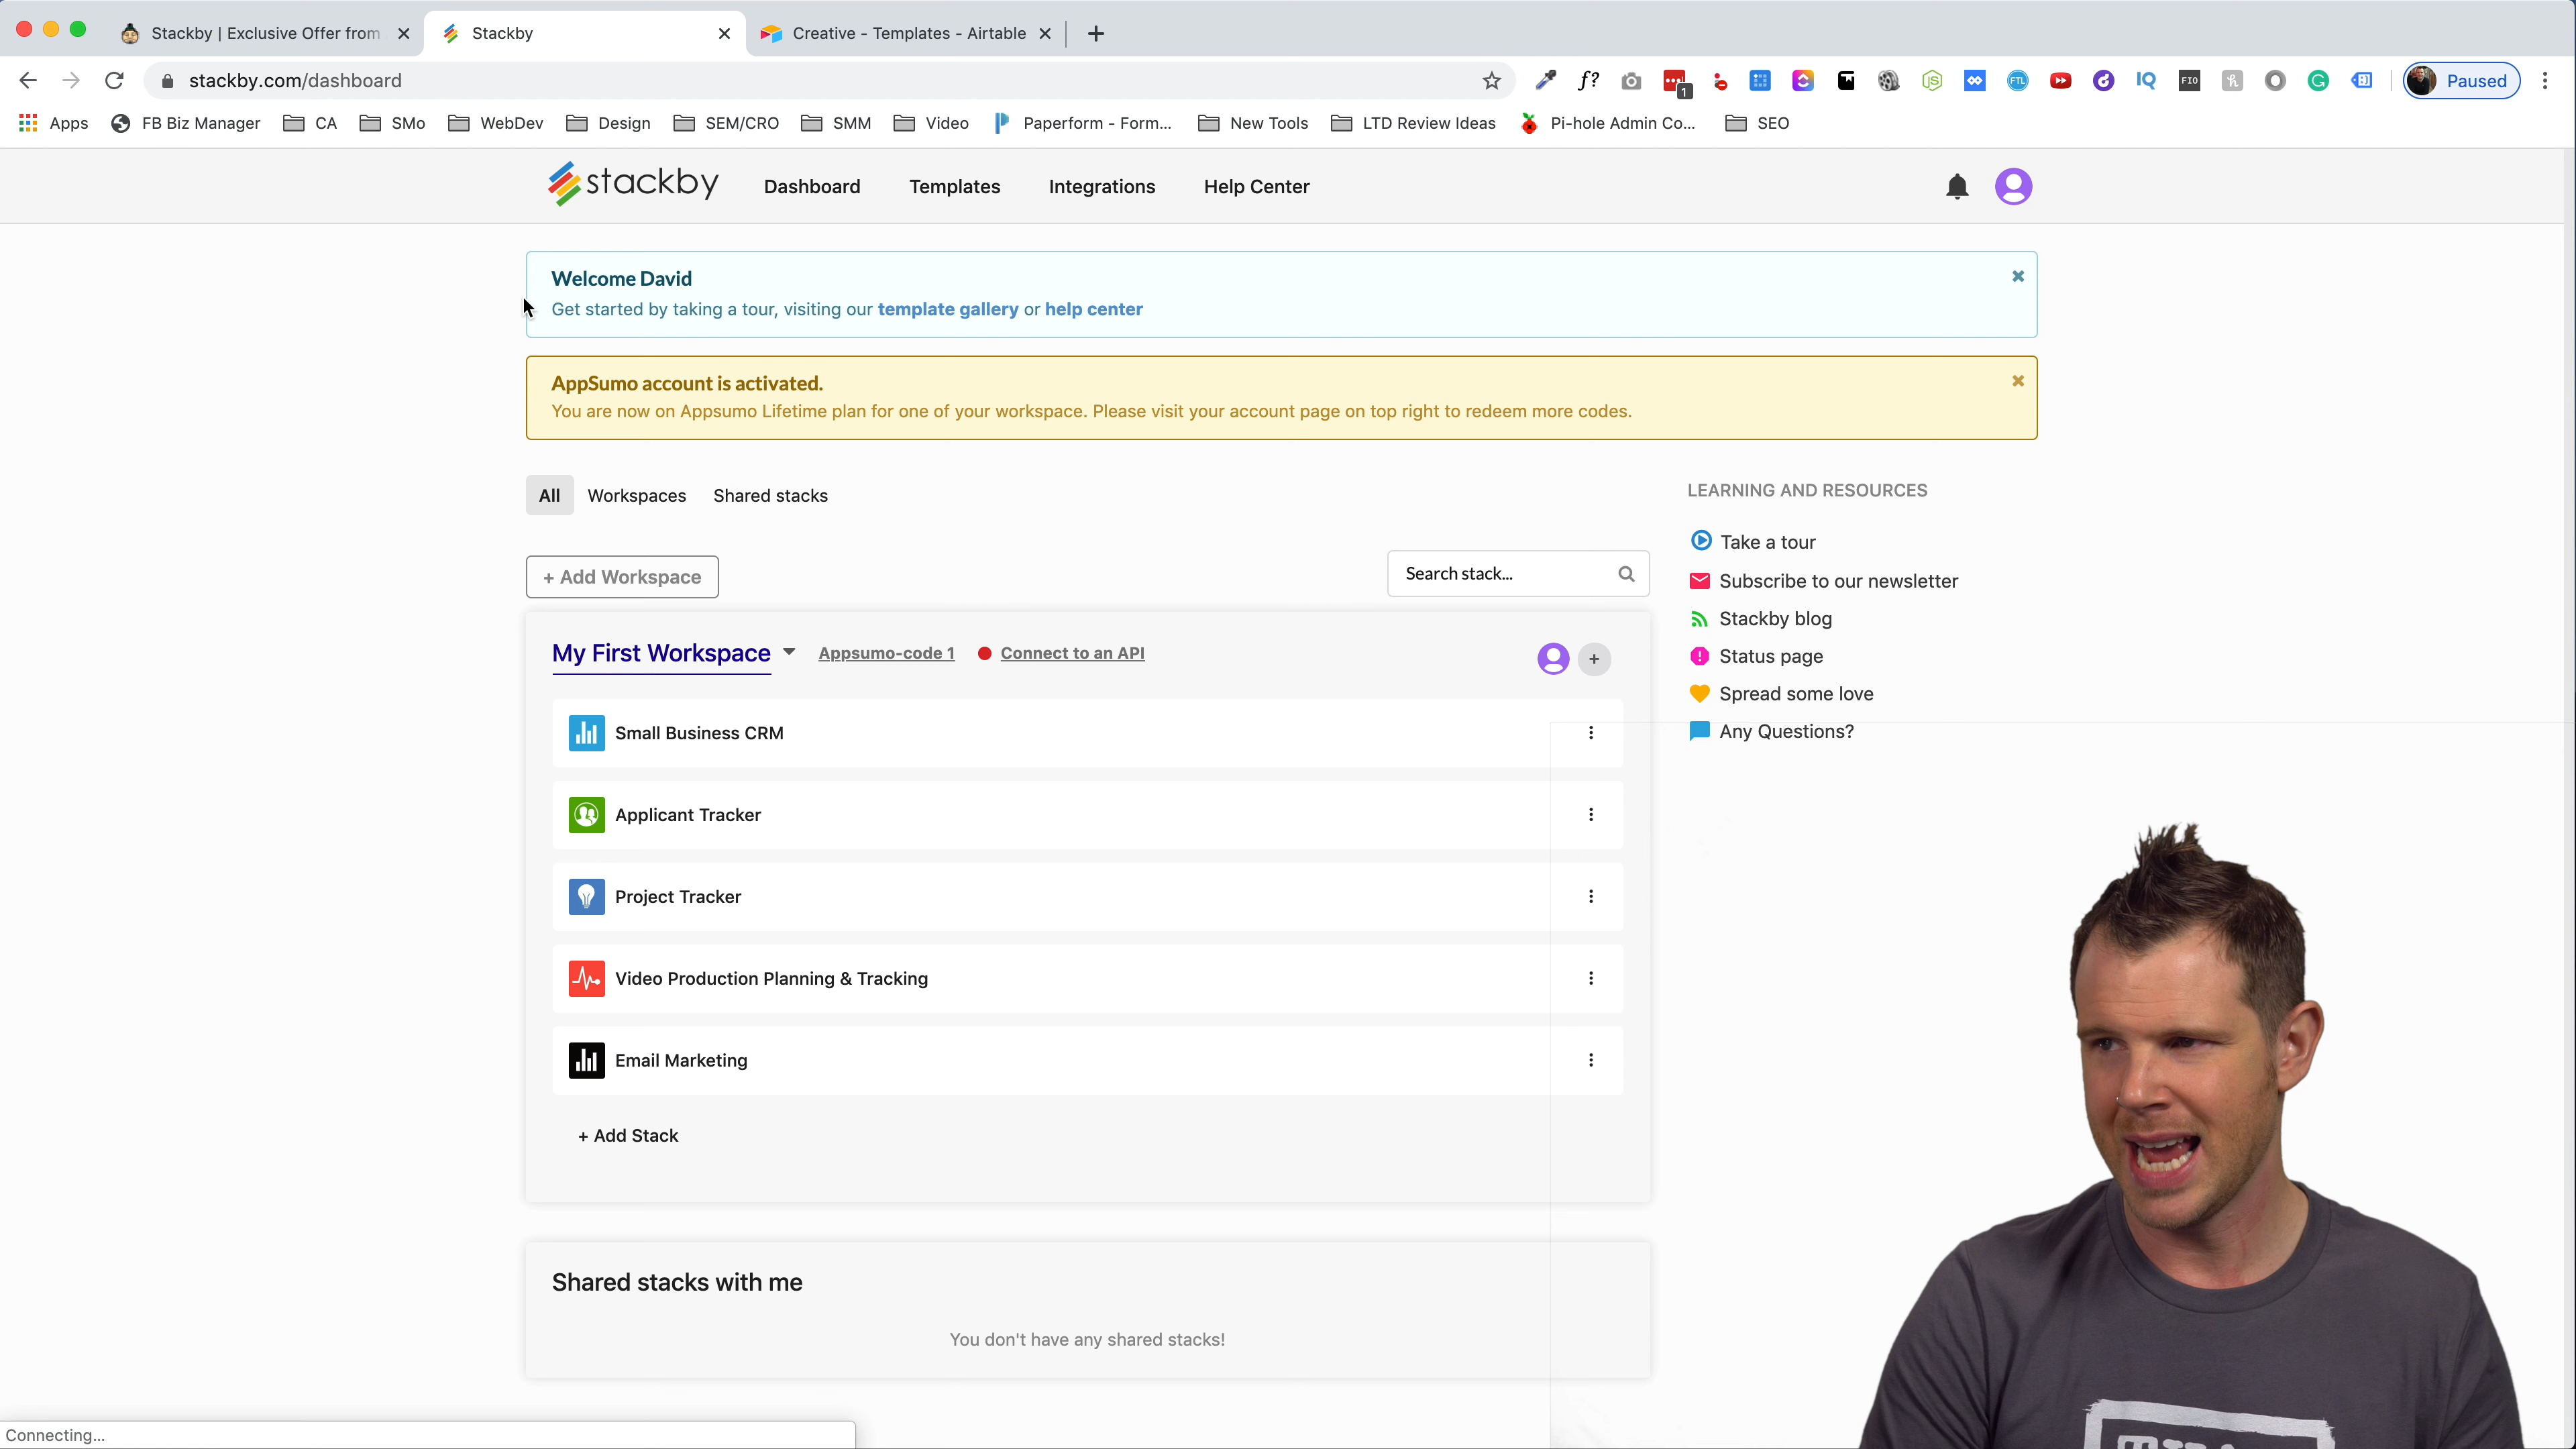 Stackby | Exclusive Offer from
Stackby
Creative - Templates - Airtable
stackby.com/dashboard
Paused
Apps
FB Biz Manager
CA
SMo
WebDev
Design
SEM/CRO
SMM
Video
Paperform - Form...
New Tools
LTD Review Ideas
Pi-hole Admin Co...
SEO
stackby
Dashboard
Templates
Integrations
Help Center
Welcome David
Get started by taking a tour, visiting our template gallery or help center
AppSumo account is activated.
You are now on Appsumo Lifetime plan for one of your workspace. Please visit your account page on top right to redeem more codes.
All
Workspaces
Shared stacks
+ Add Workspace
Search stack...
My First Workspace
Appsumo-code 1
Connect to an API
Small Business CRM
Applicant Tracker
Project Tracker
Video Production Planning & Tracking
Email Marketing
+ Add Stack
Shared stacks with me
You don't have any shared stacks!
LEARNING AND RESOURCES
Take a tour
Subscribe to our newsletter
Stackby blog
Status page
Spread some love
Any Questions?
Connecting...